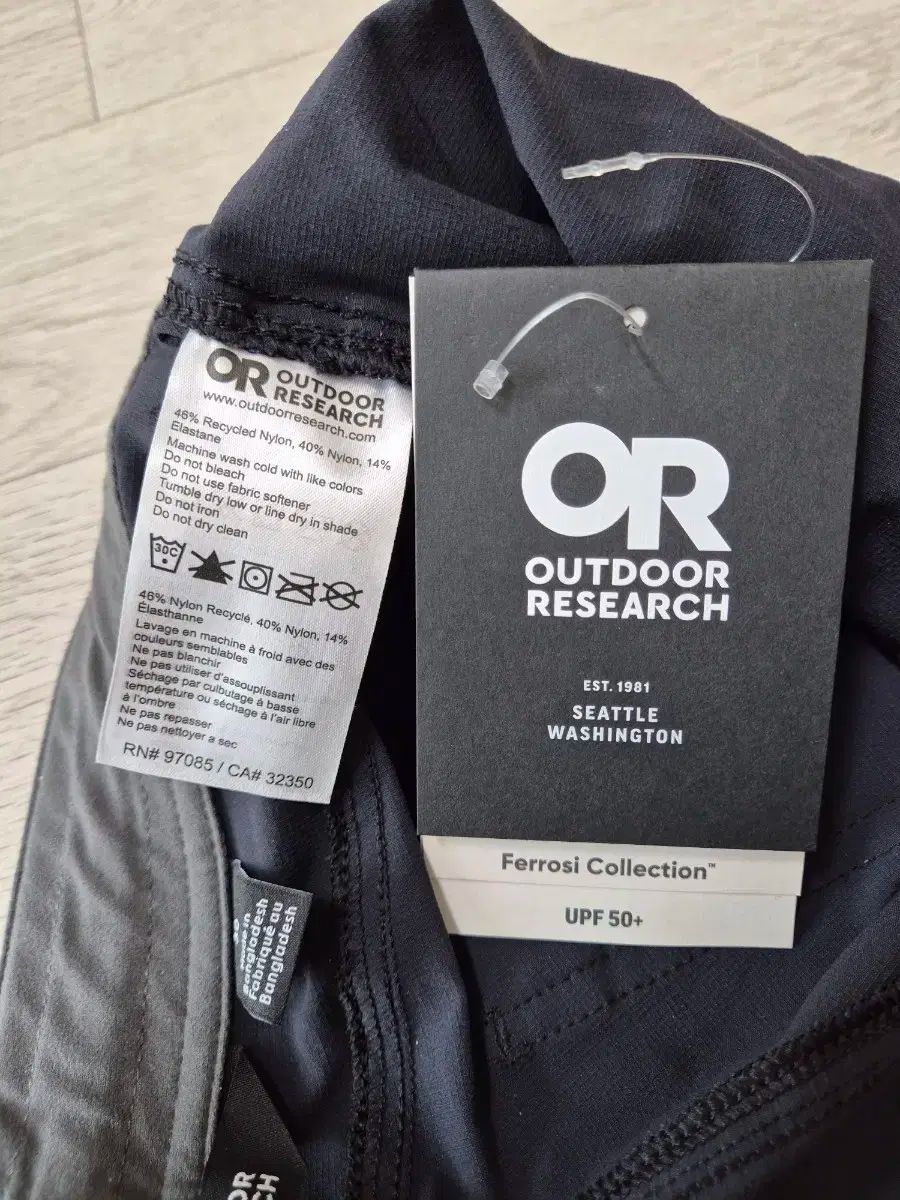 OR OUTDOOR
RESEARCH
www.outdoorresearch.com
46% Recycled Nylon, 40% Nylon, 14%
Elastane
Machine wash cold with like colors
Do not bleach
Do not use fabric softener
Tumble dry low or line dry in shade
Do not iron
Do not dry clean
30C
46% Nylon Recyclé, 40% Nylon, 14%
Élasthanne
Lavage en machine à froid avec des
couleurs semblables
Ne pas blanchir
Ne pas utiliser d'assouplissant
Séchage par culbutage à basse
température ou séchage à l'air libre
à l'ombre
Ne pas repasser
Ne pas nettoyer a sec
RN# 97085 / CA# 32350
OR
OUTDOOR
RESEARCH
EST. 1981
SEATTLE
WASHINGTON
Ferrosi Collection™
UPF 50+
Made in
Bangladesh
Fabriqué au
Bangladesh
OR
CH